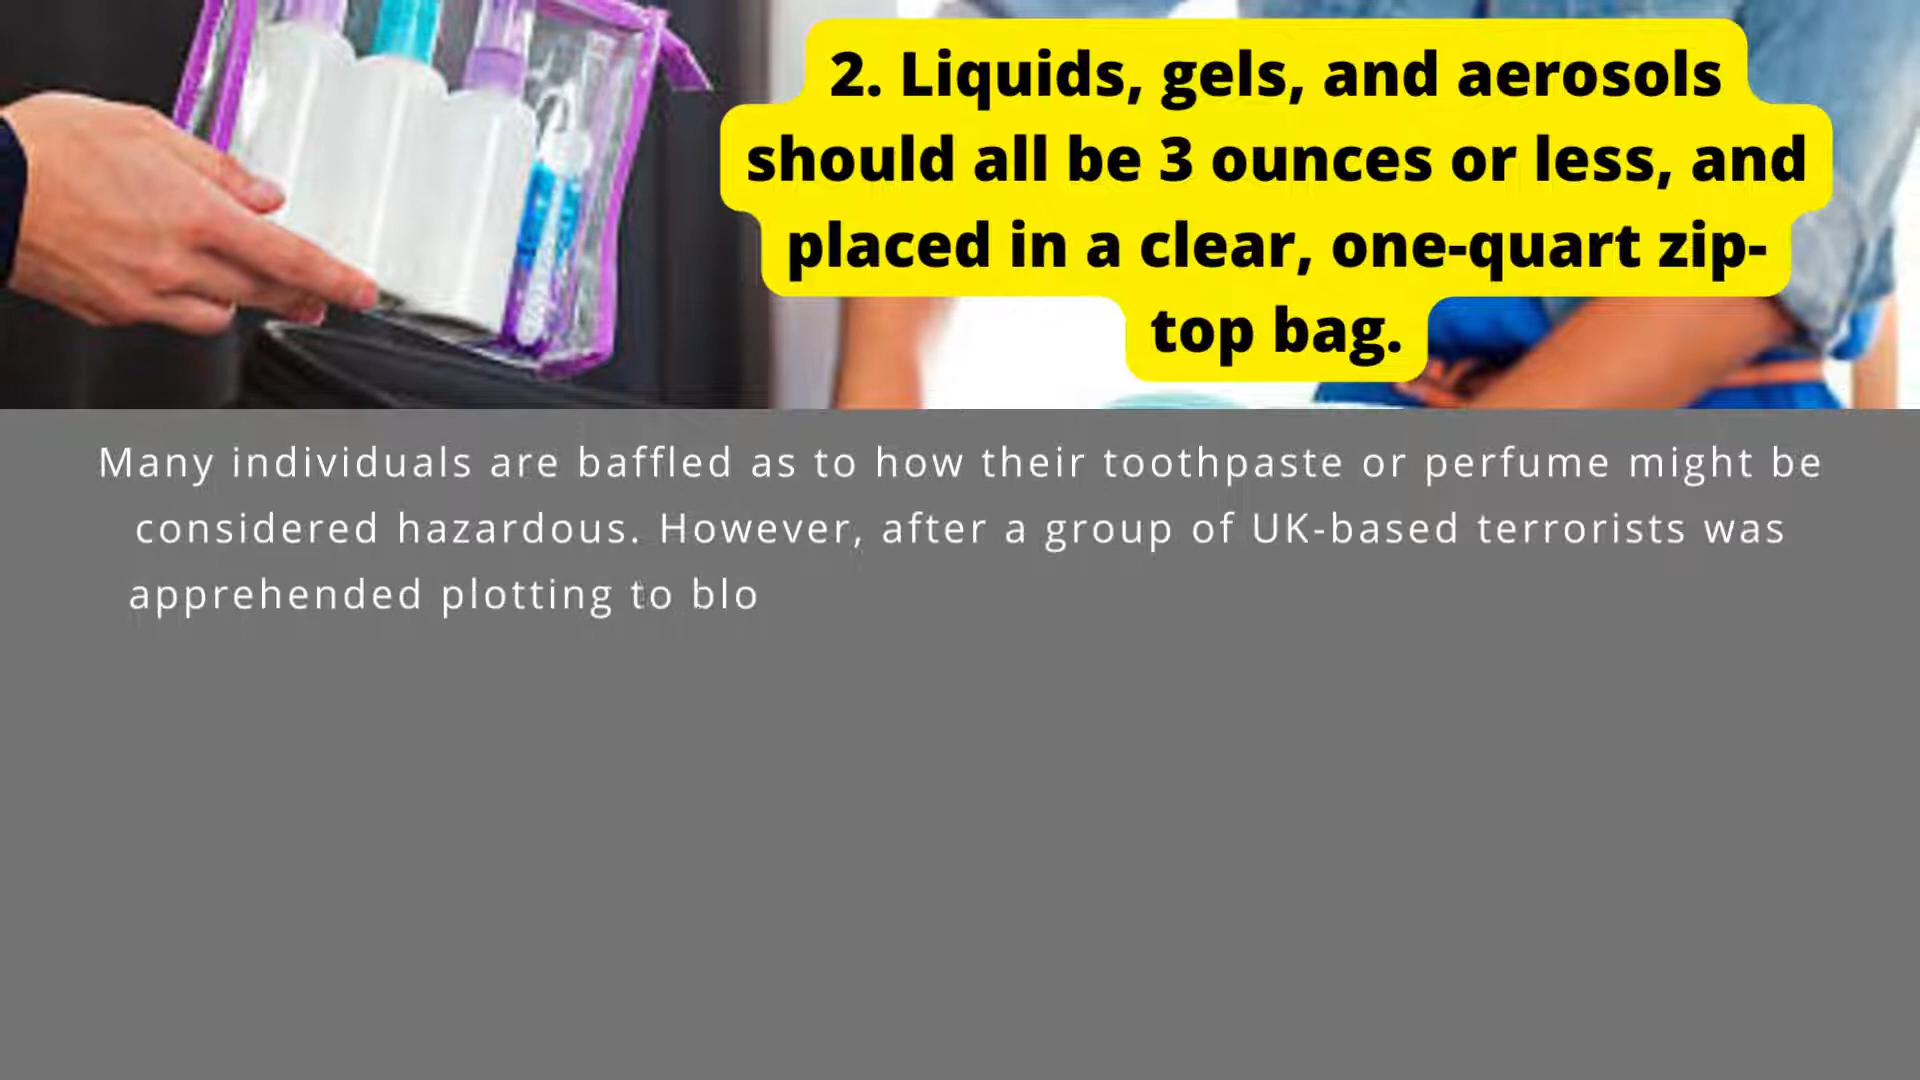 2. Liquids, gels, and aerosols
should all be 3 ounces or less, and
placed in a clear, one-quart zip-
top bag.
Many individuals are baffled as to how their toothpaste or perfume might be
considered hazardous. However, after a group of UK-based terrorists was
apprehended plotting to blo